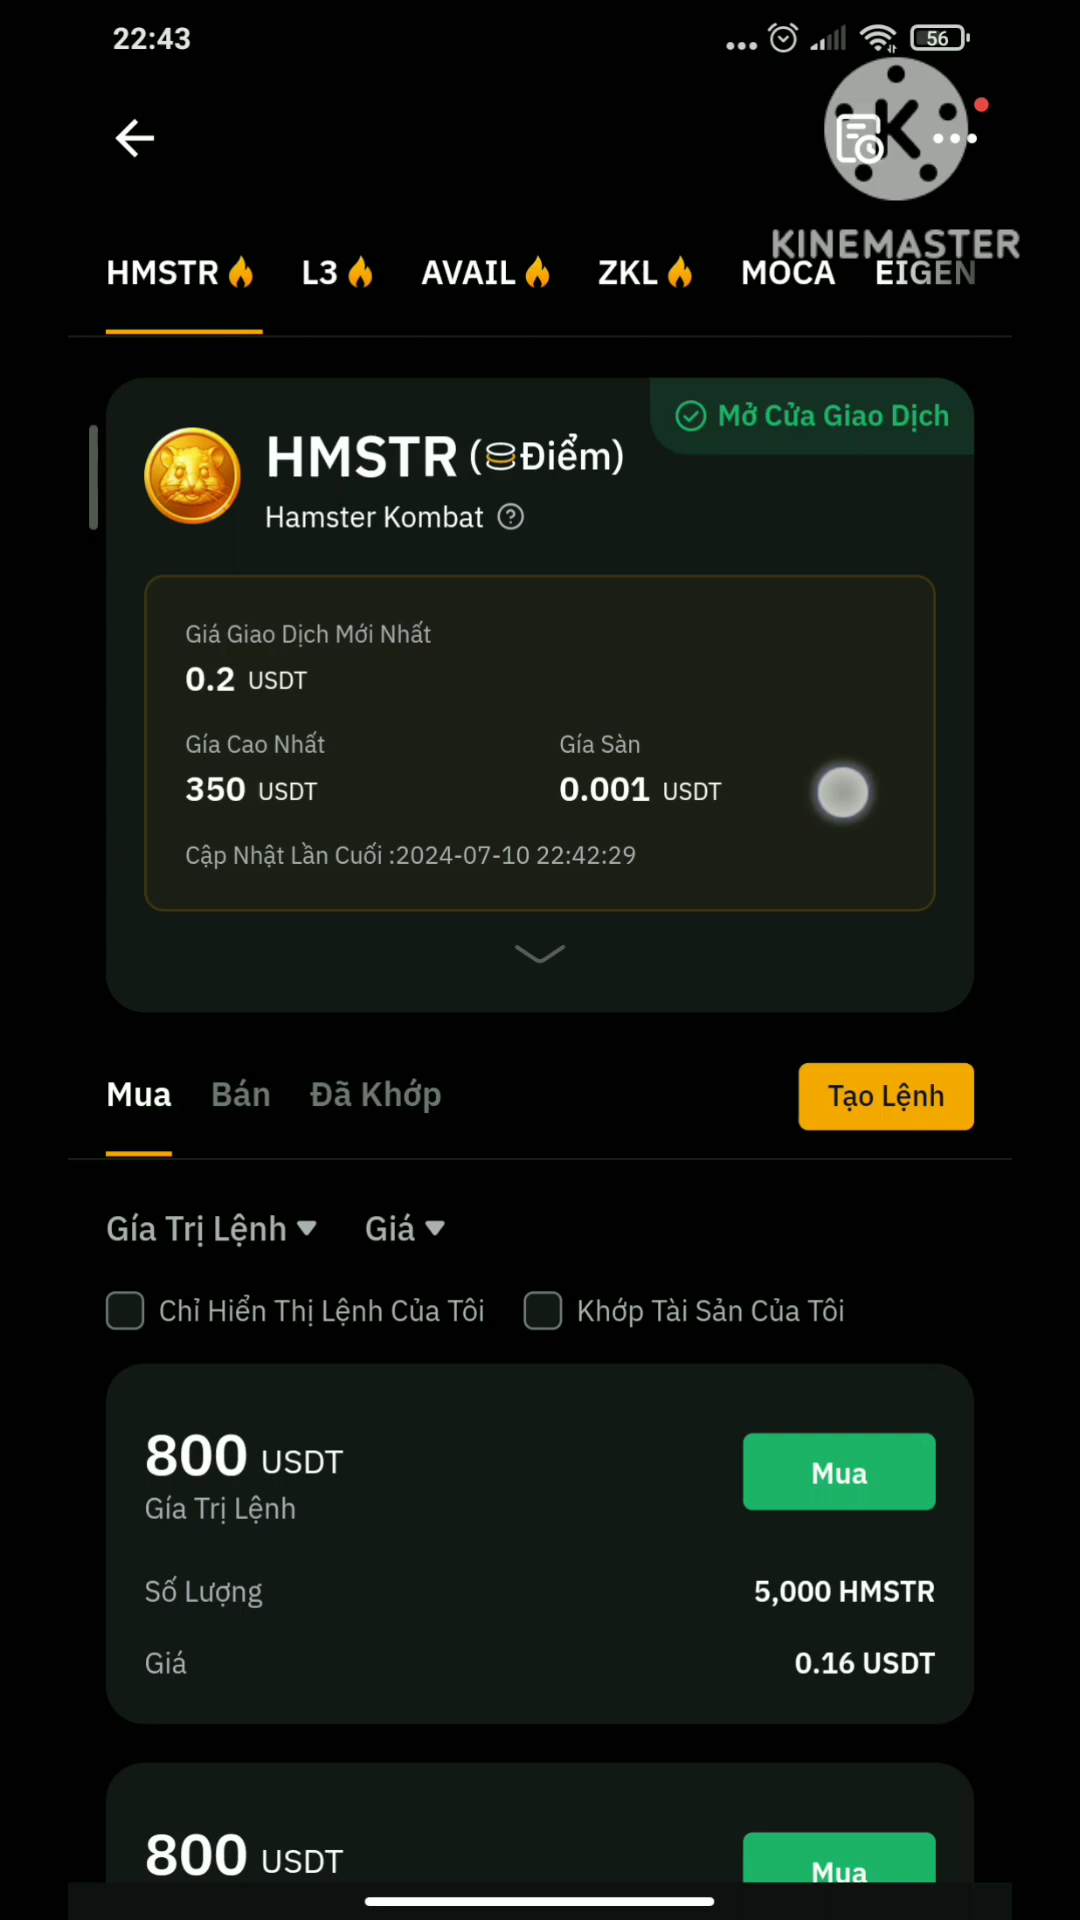 22:43
56
KINEMASTER
HMSTR L3 AVAIL ZKL MOCA EIGEN
Mở Cửa Giao Dịch
HMSTR (Điểm)
Hamster Kombat
Giá Giao Dịch Mới Nhất
0.2 USDT
Gía Cao Nhất Gía Sàn
350 USDT 0.001 USDT
Cập Nhật Lần Cuối :2024-07-10 22:42:29
Mua Bán Đã Khớp Tạo Lệnh
Gía Trị Lệnh Giá
Chỉ Hiển Thị Lệnh Của Tôi Khớp Tài Sản Của Tôi
800 USDT
Mua
Gía Trị Lệnh
Số Lượng 5,000 HMSTR
Giá 0.16 USDT
800 USDT
Mua